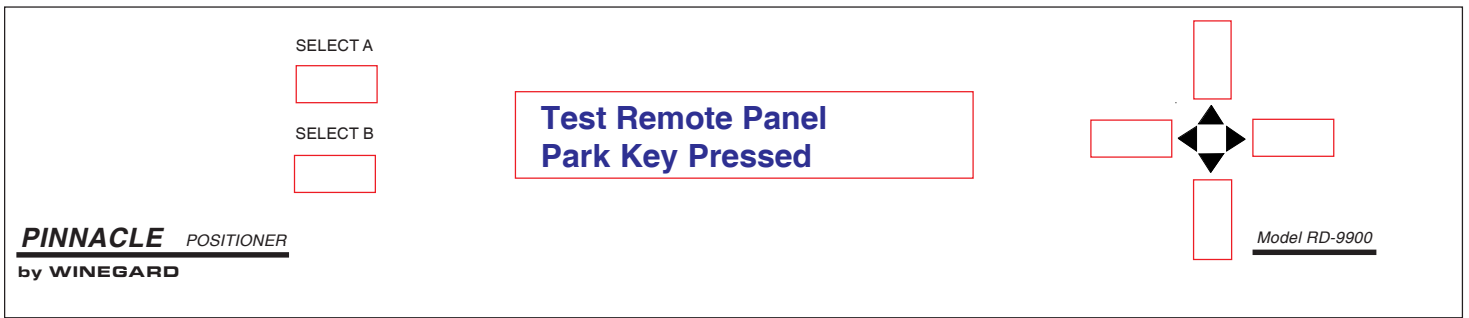 SELECT A
SELECT B
Test Remote Panel
Park Key Pressed
PINNACLE POSITIONER
by WINEGARD
Model RD-9900